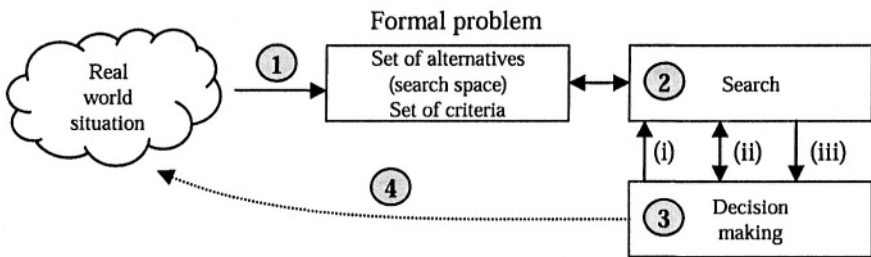 Formal problem
Real
world
situation
1
Set of alternatives
(search space)
Set of criteria
2
Search
(i)
(ii)
(iii)
4
3
Decision
making